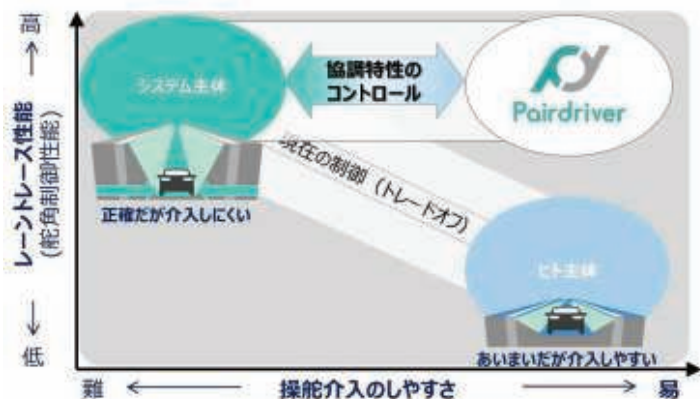 高
レーントレース性能
(舵角制御性能)
低
システム主体
協調特性の
コントロール
Pairdriver
正確だが介入しにくい
現在の制御（トレードオフ）
ヒト主体
あいまいだが介入しやすい
難
操舵介入のしやすさ
易